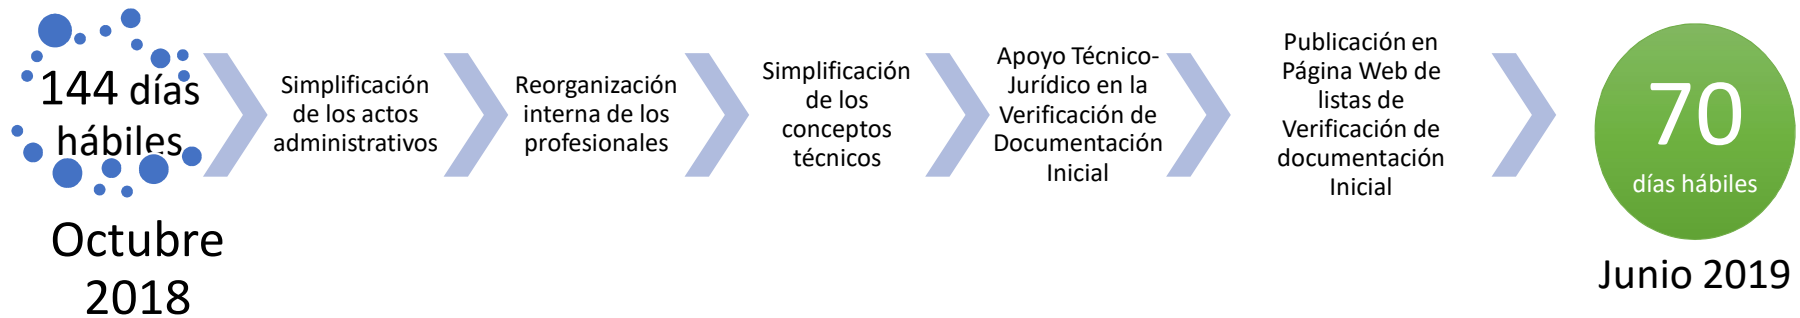 144 días
hábiles
Octubre
2018
Simplificación
de los actos
administrativos
Reorganización
interna de los
profesionales
Simplificación
de los
conceptos
técnicos
Apoyo Técnico-
Jurídico en la
Verificación de
Documentación
Inicial
Publicación en
Página Web de
listas de
Verificación de
documentación
Inicial
70
días hábiles
Junio 2019